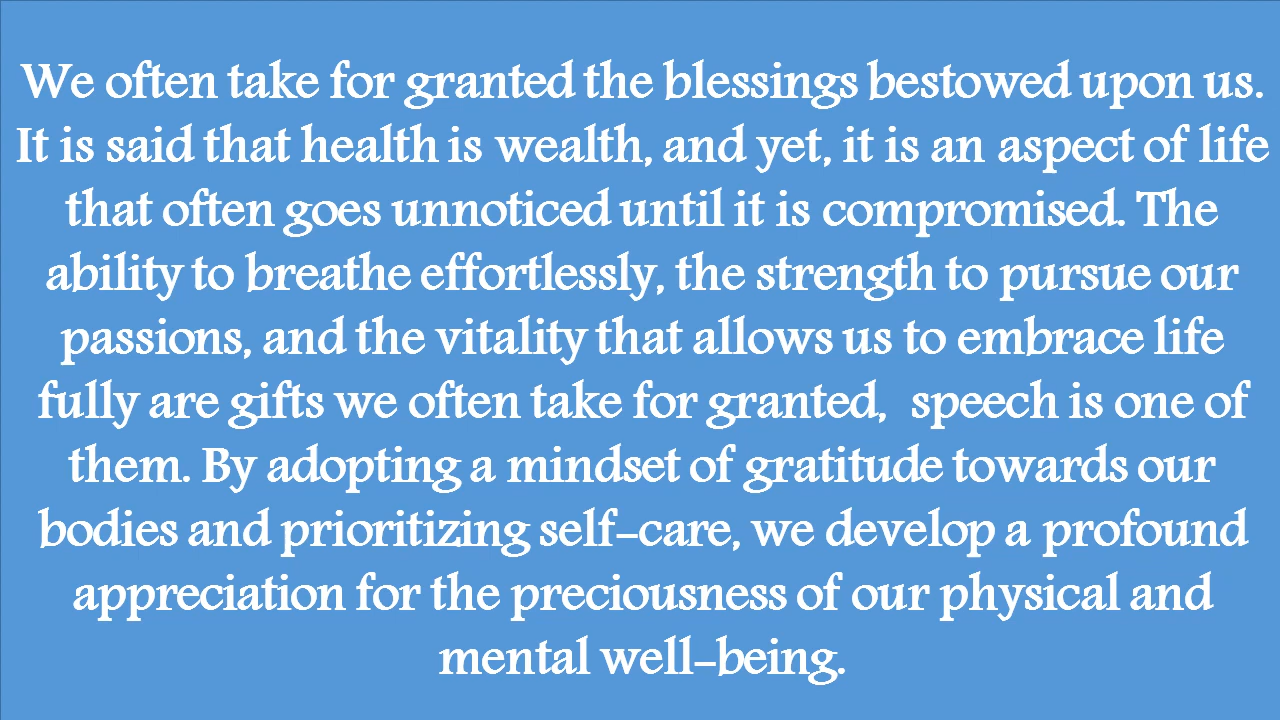 We often take for granted the blessings bestowed upon us.
It is said that health is wealth, and yet, it is an aspect of life
that often goes unnoticed until it is compromised. The
ability to breathe effortlessly, the strength to pursue our
passions, and the vitality that allows us to embrace life
fully are gifts we often take for granted,  speech is one of
them. By adopting a mindset of gratitude towards our
bodies and prioritizing self-care, we develop a profound
appreciation for the preciousness of our physical and
mental well-being.